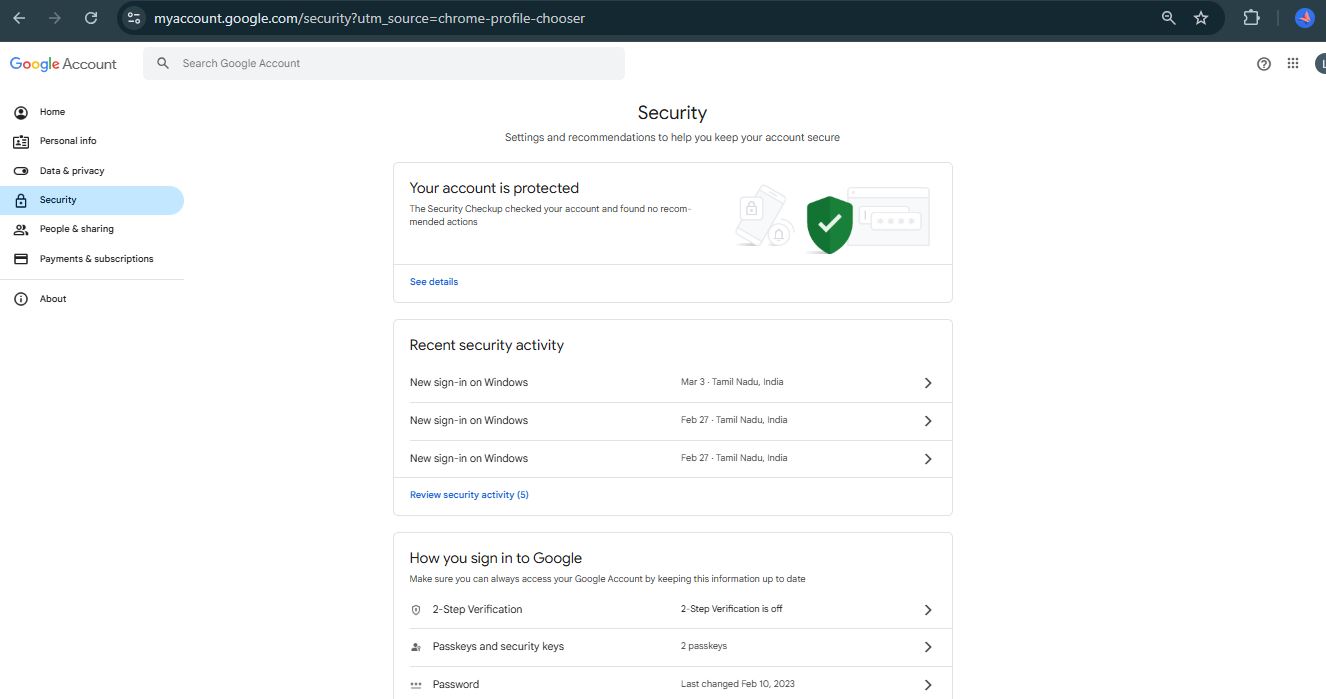 myaccount.google.com/security?utm_source=chrome-profile-chooser
Google Account
Search Google Account
L
Home
Personal info
Data & privacy
Security
People & sharing
Payments & subscriptions
About
Security
Settings and recommendations to help you keep your account secure
Your account is protected
The Security Checkup checked your account and found no recom-
mended actions
See details
Recent security activity
New sign-in on Windows Mar 3 · Tamil Nadu, India
New sign-in on Windows Feb 27 · Tamil Nadu, India
New sign-in on Windows Feb 27 · Tamil Nadu, India
Review security activity (5)
How you sign in to Google
Make sure you can always access your Google Account by keeping this information up to date
2-Step Verification 2-Step Verification is off
Passkeys and security keys 2 passkeys
Password Last changed Feb 10, 2023